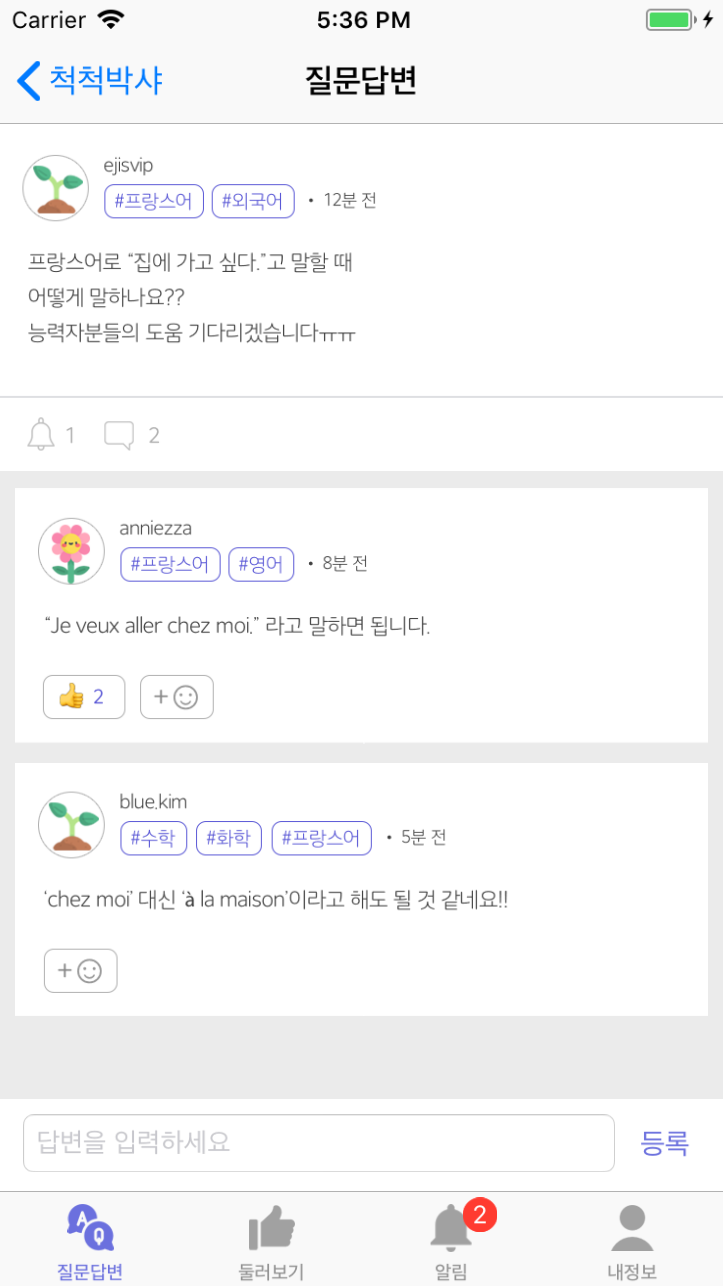 Carrier 5:36 PM
척척박샤 질문답변
ejisvip
#프랑스어 #외국어 • 12분 전
프랑스어로 “집에 가고 싶다.”고 말할 때
어떻게 말하나요??
능력자분들의 도움 기다리겠습니다ㅠㅠ
1 2
anniezza
#프랑스어 #영어 • 8분 전
“Je veux aller chez moi.” 라고 말하면 됩니다.
👍 2 +
blue.kim
#수학 #화학 #프랑스어 • 5분 전
‘chez moi’ 대신 ‘à la maison’이라고 해도 될 것 같네요!!
+
답변을 입력하세요 등록
A Q 2
질문답변 둘러보기 알림 내정보